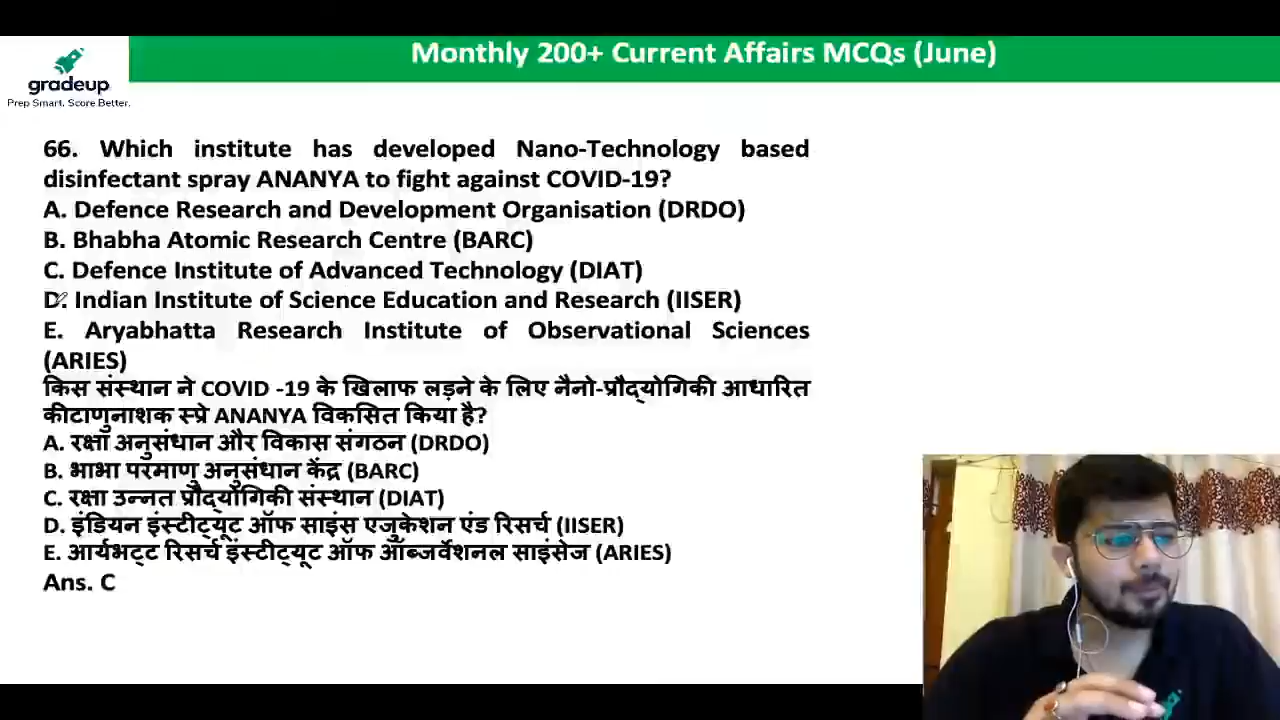 Monthly 200+ Current Affairs MCQs (June)
gradeup
Prep Smart. Score Better.
66. Which institute has developed Nano-Technology based
disinfectant spray ANANYA to fight against COVID-19?
A. Defence Research and Development Organisation (DRDO)
B. Bhabha Atomic Research Centre (BARC)
C. Defence Institute of Advanced Technology (DIAT)
D. Indian Institute of Science Education and Research (IISER)
E. Aryabhatta Research Institute of Observational Sciences
(ARIES)
किस संस्थान ने COVID -19 के खिलाफ लड़ने के लिए नैनो-प्रौद्योगिकी आधारित
कीटाणुनाशक स्प्रे ANANYA विकसित किया है?
A. रक्षा अनुसंधान और विकास संगठन (DRDO)
B. भाभा परमाणु अनुसंधान केंद्र (BARC)
C. रक्षा उन्नत प्रौद्योगिकी संस्थान (DIAT)
D. इंडियन इंस्टीट्यूट ऑफ साइंस एजुकेशन एंड रिसर्च (IISER)
E. आर्यभट्ट रिसर्च इंस्टीट्यूट ऑफ ऑब्जर्वेशनल साइंसेज (ARIES)
Ans. C